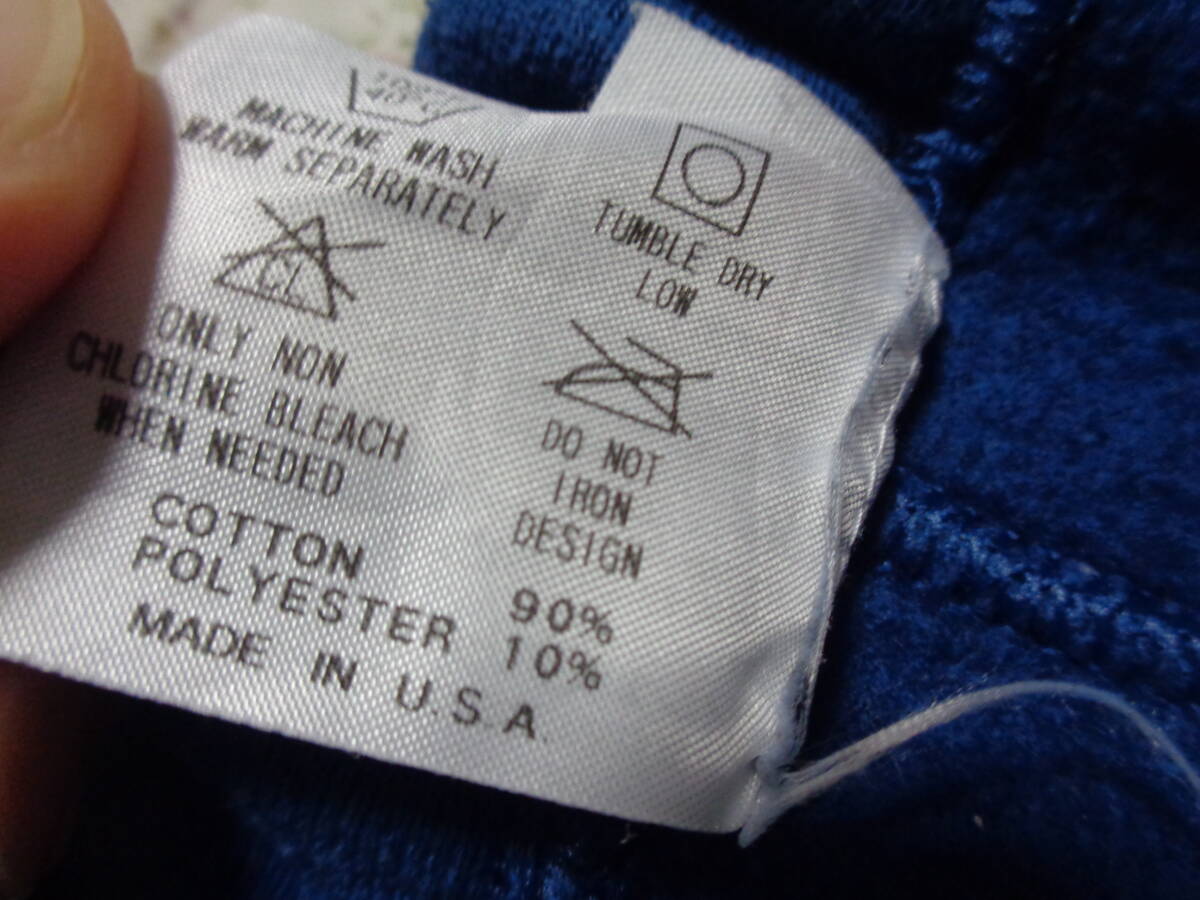 MACHINE WASH
WARM SEPARATELY
CL
ONLY NON
CHLORINE BLEACH
WHEN NEEDED
TUMBLE DRY
LOW
DO NOT
IRON
DESIGN
COTTON 90%
POLYESTER 10%
MADE IN U.S.A